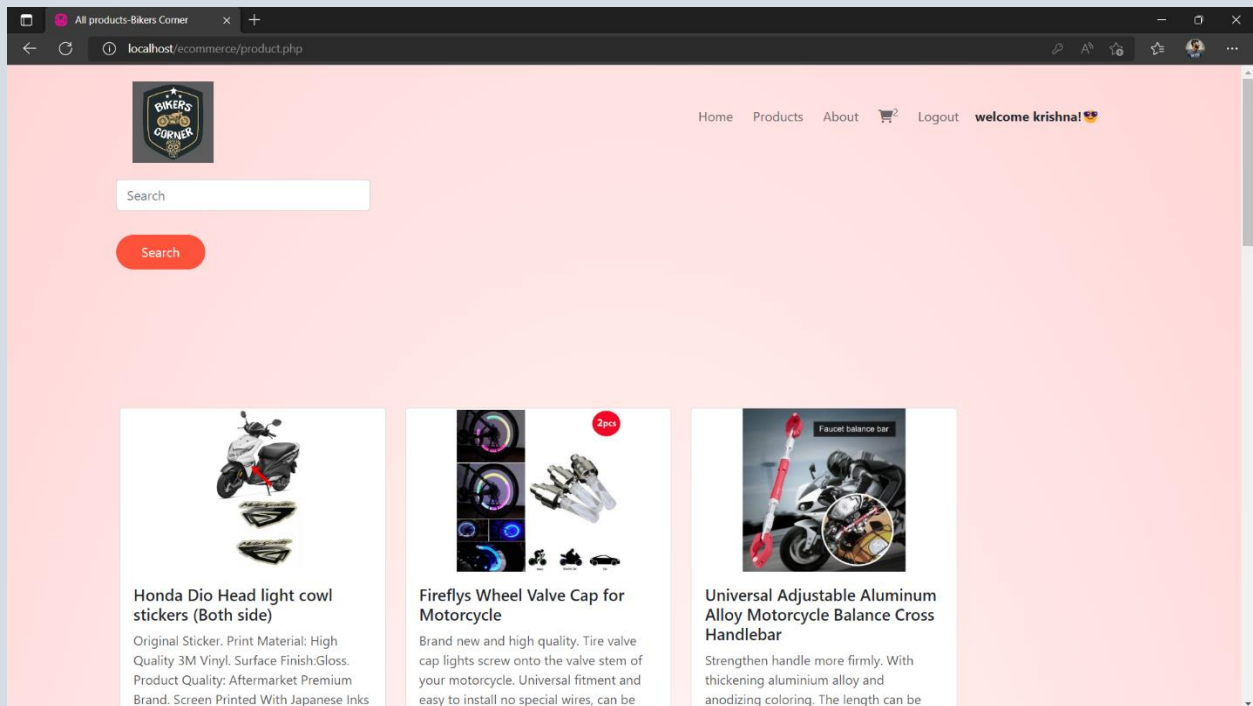 All products-Bikers Corner
localhost/ecommerce/product.php
BIKERS
CORNER
Home Products About 2 Logout welcome krishna!😎
Search
Search
2pcs
Faucet balance bar
Honda Dio Head light cowl
stickers (Both side)
Original Sticker. Print Material: High
Quality 3M Vinyl. Surface Finish:Gloss.
Product Quality: Aftermarket Premium
Brand. Screen Printed With Japanese Inks
Fireflys Wheel Valve Cap for
Motorcycle
Brand new and high quality. Tire valve
cap lights screw onto the valve stem of
your motorcycle. Universal fitment and
easy to install no special wires, can be
Universal Adjustable Aluminum
Alloy Motorcycle Balance Cross
Handlebar
Strengthen handle more firmly. With
thickening aluminium alloy and
anodizing coloring. The length can be